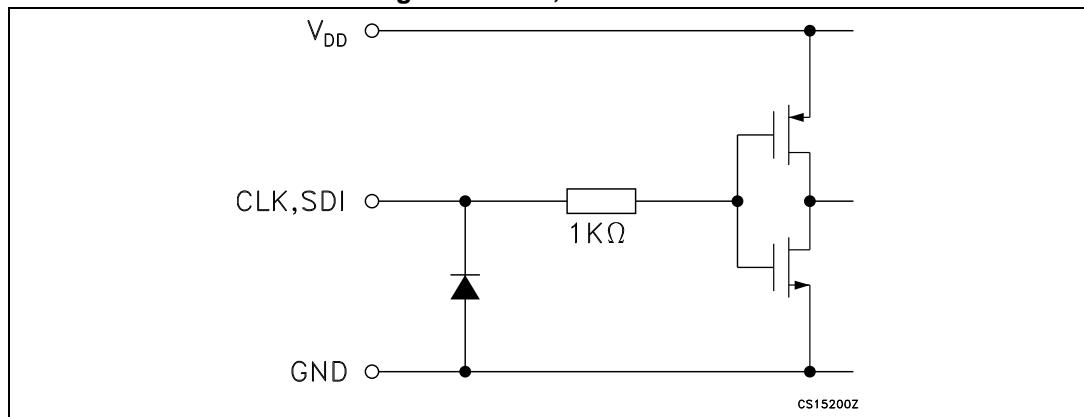 V_DD
CLK,SDI
1KΩ
GND
CS15200Z